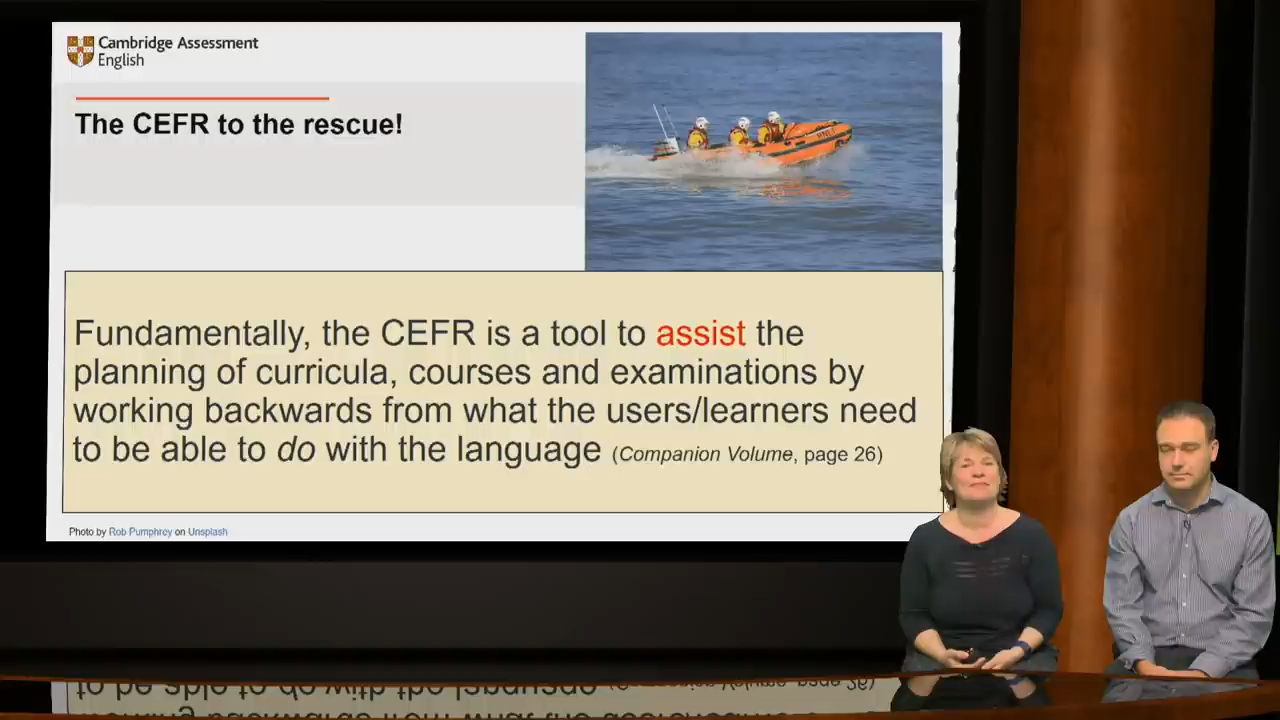 Cambridge Assessment
English
The CEFR to the rescue!
Fundamentally, the CEFR is a tool to assist the
planning of curricula, courses and examinations by
working backwards from what the users/learners need
to be able to do with the language (Companion Volume, page 26)
Photo by Rob Pumphrey on Unsplash